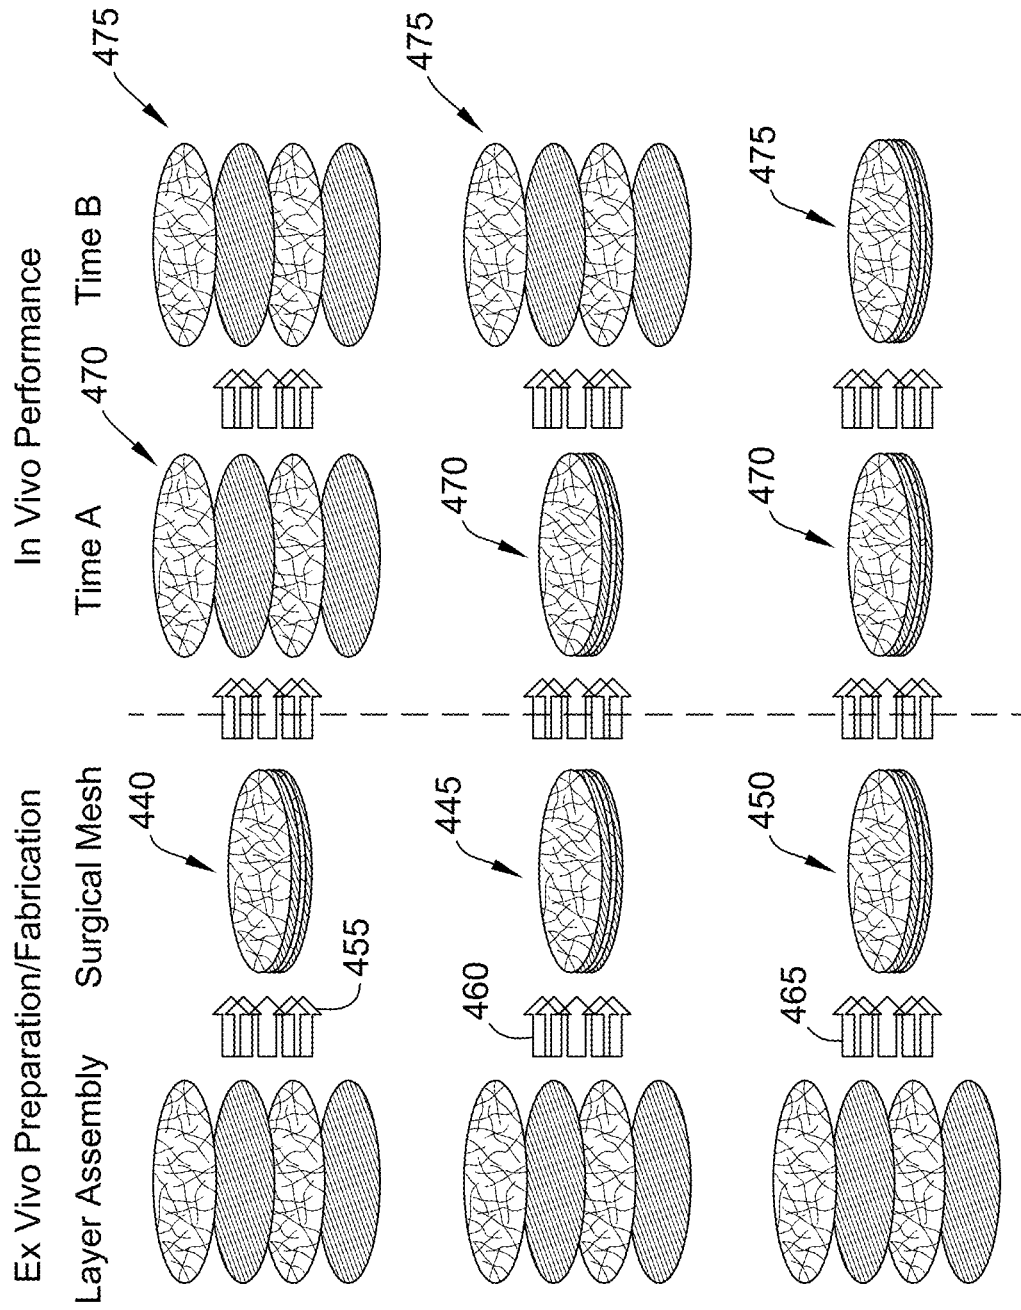 Ex Vivo Preparation/Fabrication
In Vivo Performance
Layer Assembly
Surgical Mesh
Time A
Time B
440
455
470
475
460
445
470
475
465
450
470
475